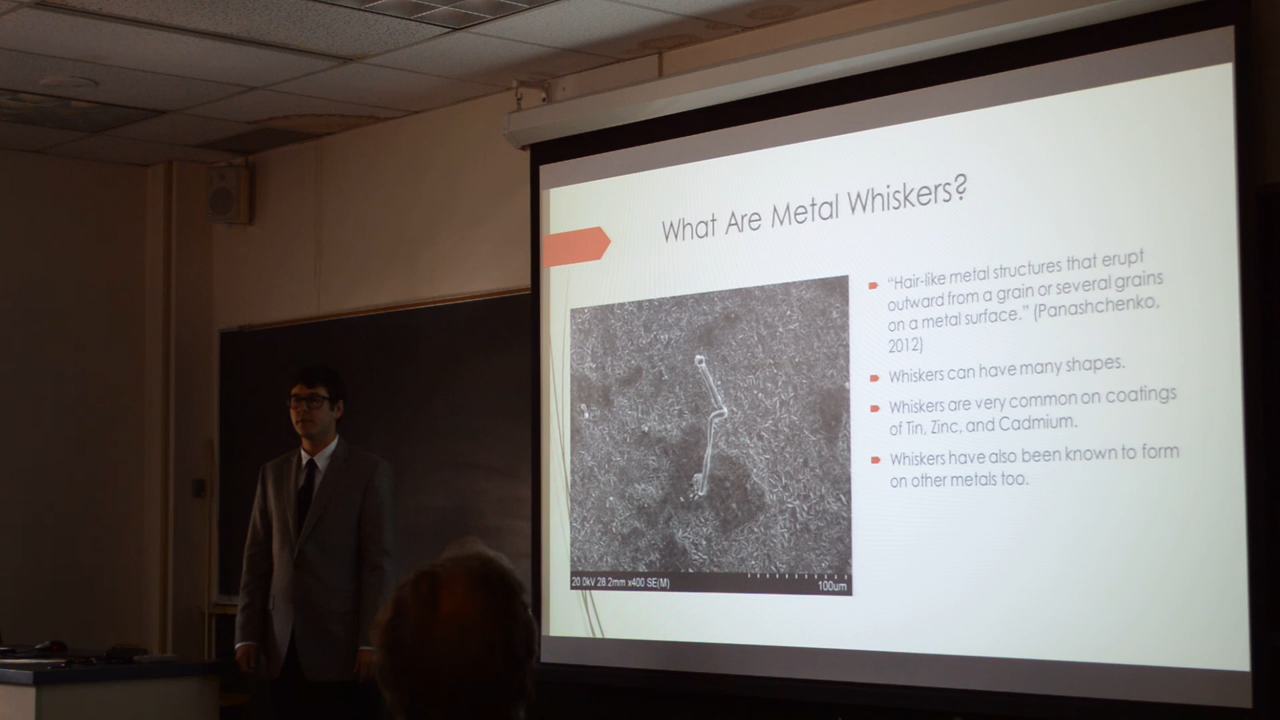 What Are Metal Whiskers?
"Hair-like metal structures that erupt
outward from a grain or several grains
on a metal surface." (Panashchenko,
2012)
Whiskers can have many shapes.
Whiskers are very common on coatings
of Tin, Zinc, and Cadmium.
Whiskers have also been known to form
on other metals too.
20.0kV 28.2mm x400 SE(M)
100um